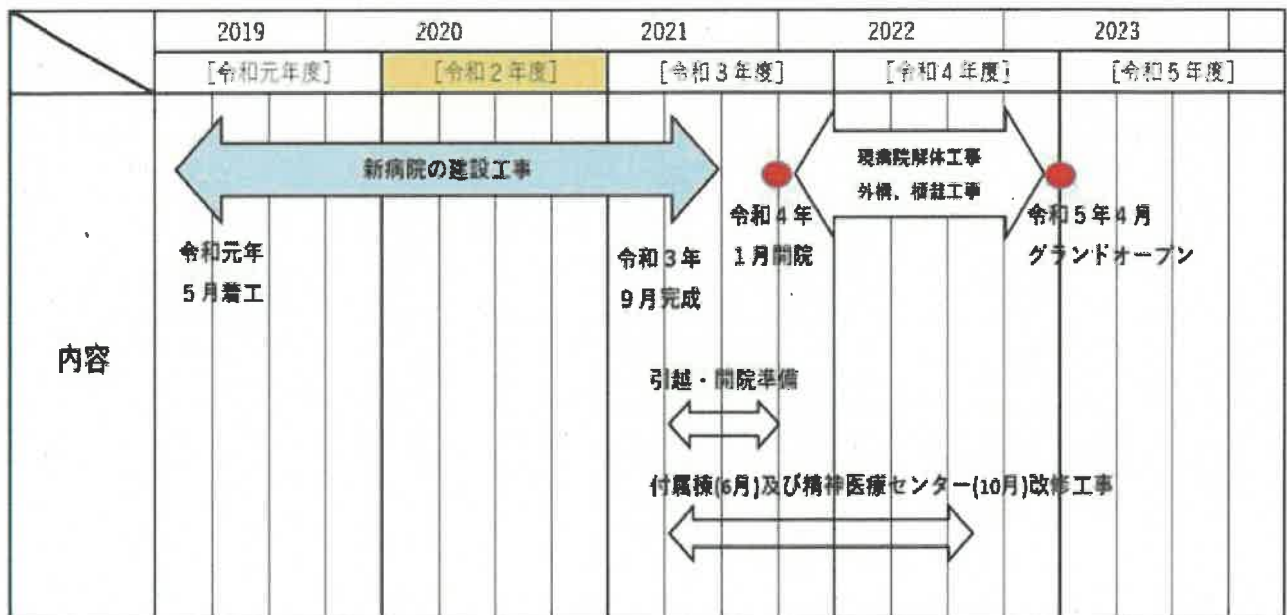 2019 2020 2021 2022 2023
[令和元年度] [令和2年度] [令和3年度] [令和4年度] [令和5年度]
内容
新病院の建設工事
現病院解体工事
外構，植栽工事
令和元年
5月着工
令和3年
9月完成
令和4年
1月開院
令和5年4月
グランドオープン
引越・開院準備
付属棟(6月)及び精神医療センター(10月)改修工事